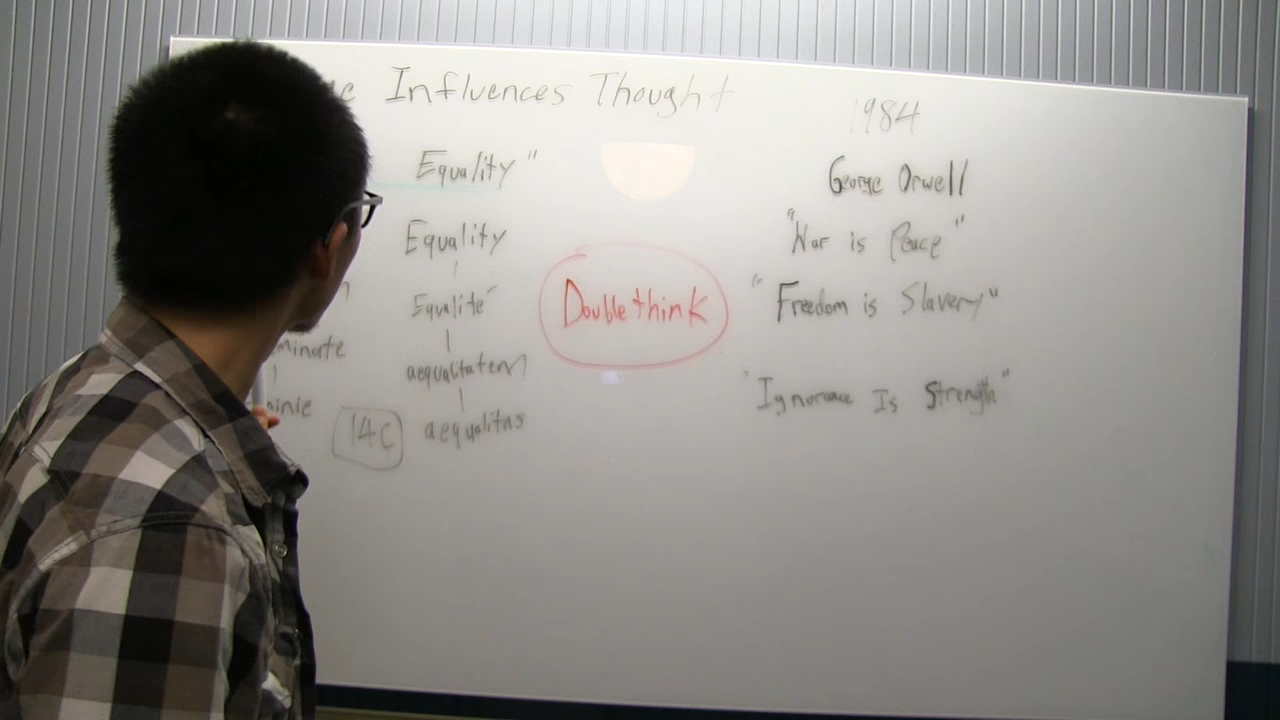 Influences Thought
Equality"
Equality
Equalité
aequalitatem
14C aequalitas
Doublethink
1984
George Orwell
"War is Peace"
"Freedom is Slavery"
"Ignorance Is Strength"